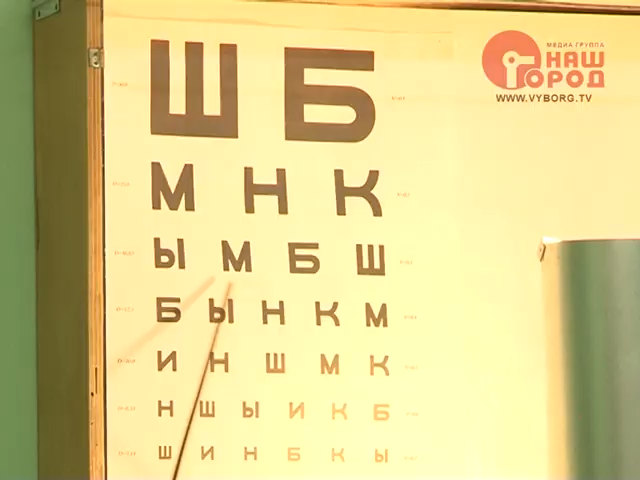 Ш Б
М Н К
Ы М Б Ш
Б Ы Н К М
И Н Ш М К
Н Ш Ы И К Б
Ш И Н Б К Ы
МЕДИА ГРУППА
НАШ
ГОРОД
WWW.VYBORG.TV